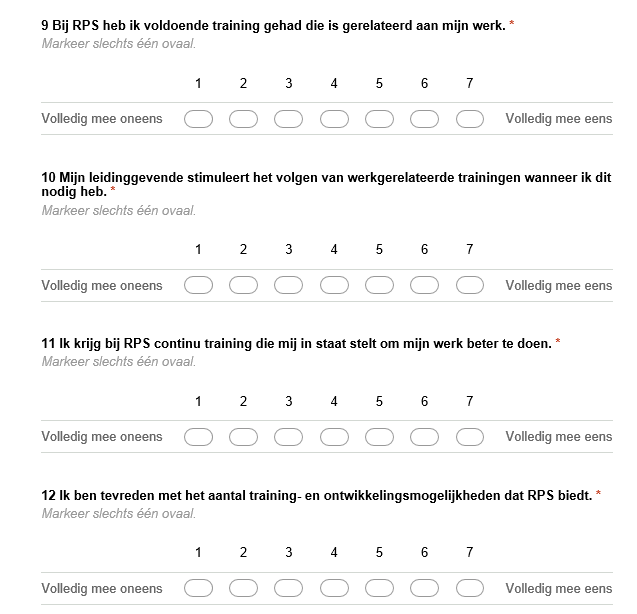 9 Bij RPS heb ik voldoende training gehad die is gerelateerd aan mijn werk. *
Markeer slechts één ovaal.
1 2 3 4 5 6 7
Volledig mee oneens Volledig mee eens
10 Mijn leidinggevende stimuleert het volgen van werkgerelateerde trainingen wanneer ik dit
nodig heb. *
Markeer slechts één ovaal.
1 2 3 4 5 6 7
Volledig mee oneens Volledig mee eens
11 Ik krijg bij RPS continu training die mij in staat stelt om mijn werk beter te doen. *
Markeer slechts één ovaal.
1 2 3 4 5 6 7
Volledig mee oneens Volledig mee eens
12 Ik ben tevreden met het aantal training- en ontwikkelingsmogelijkheden dat RPS biedt. *
Markeer slechts één ovaal.
1 2 3 4 5 6 7
Volledig mee oneens Volledig mee eens